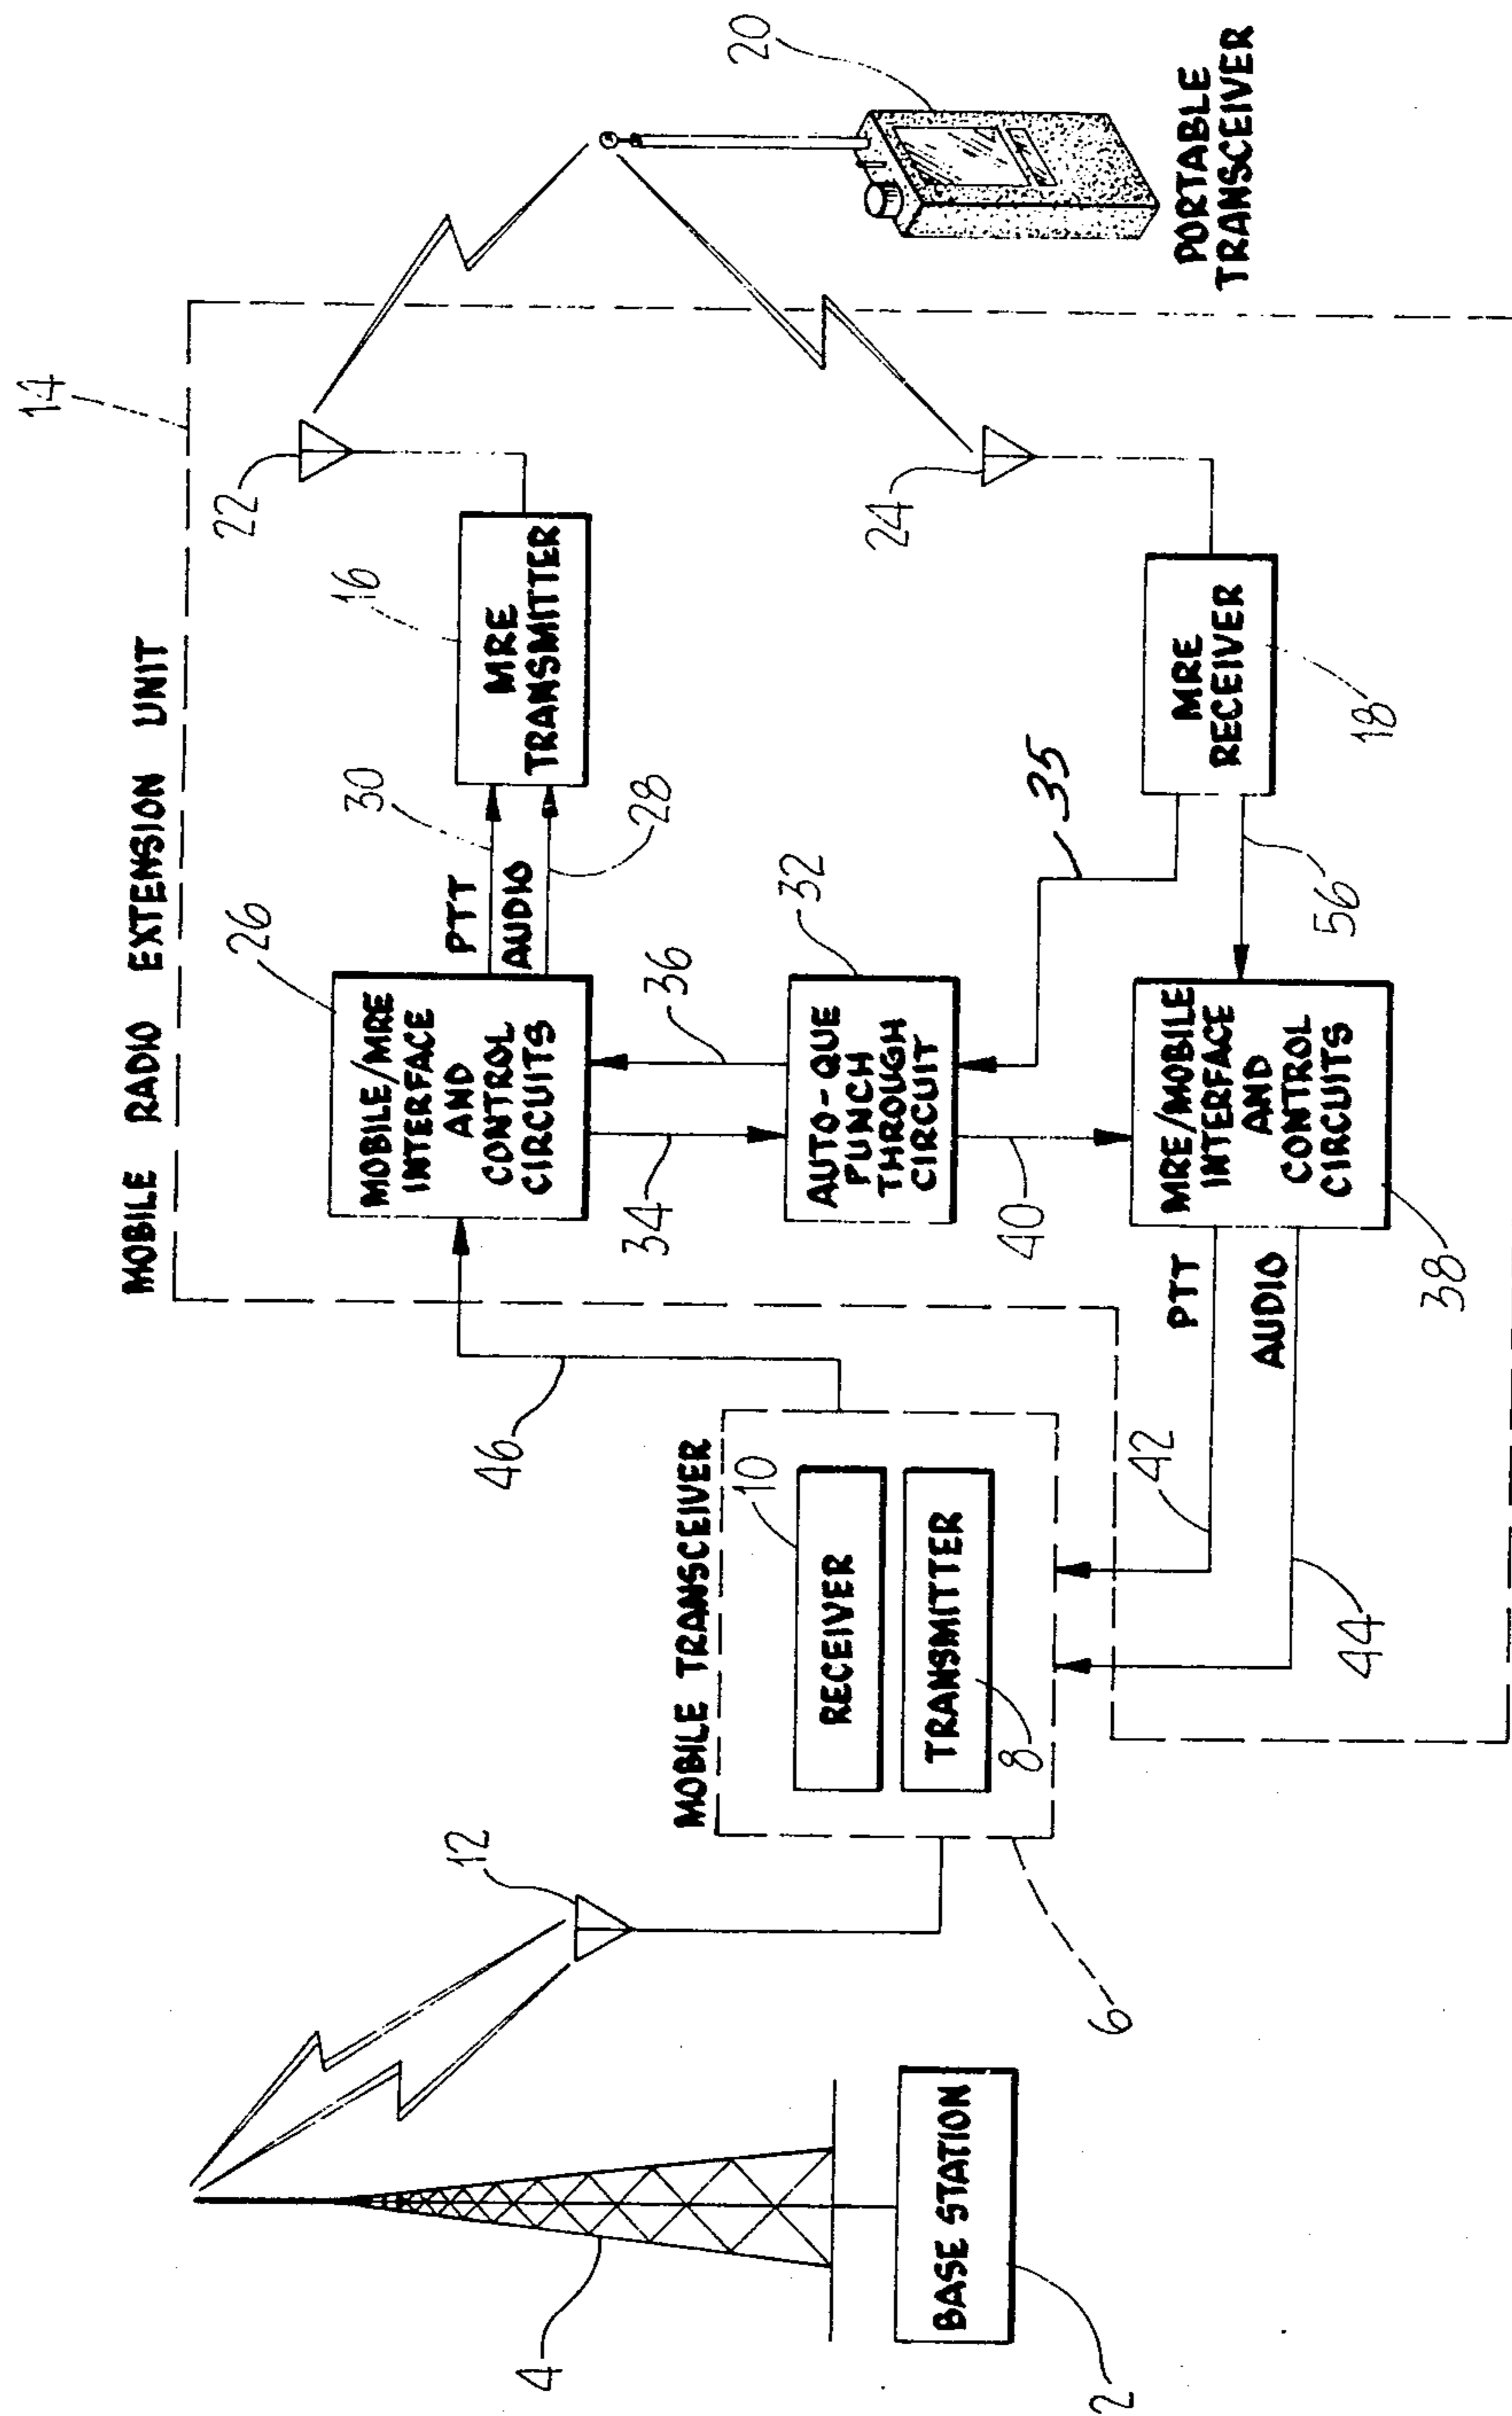 MOBILE RADIO EXTENSION UNIT
14
22
20
26
30
16
PTT
AUDIO
28
MOBILE/MRE
INTERFACE
AND
CONTROL
CIRCUITS
MRE
TRANSMITTER
46
34
36
32
35
24
AUTO-QUE
PUNCH
THROUGH
CIRCUIT
40
MRE
RECEIVER
18
56
PORTABLE
TRANSCEIVER
MRE/MOBILE
INTERFACE
AND
CONTROL
CIRCUITS
38
PTT
AUDIO
42
44
MOBILE TRANSCEIVER
10
RECEIVER
TRANSMITTER
8
6
12
4
BASE STATION
2